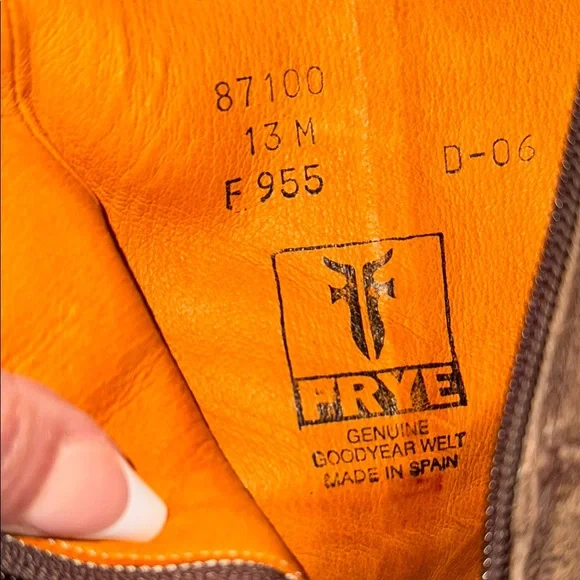 87100
13 M
F 955
D-06
FRYE
GENUINE
GOODYEAR WELT
MADE IN SPAIN